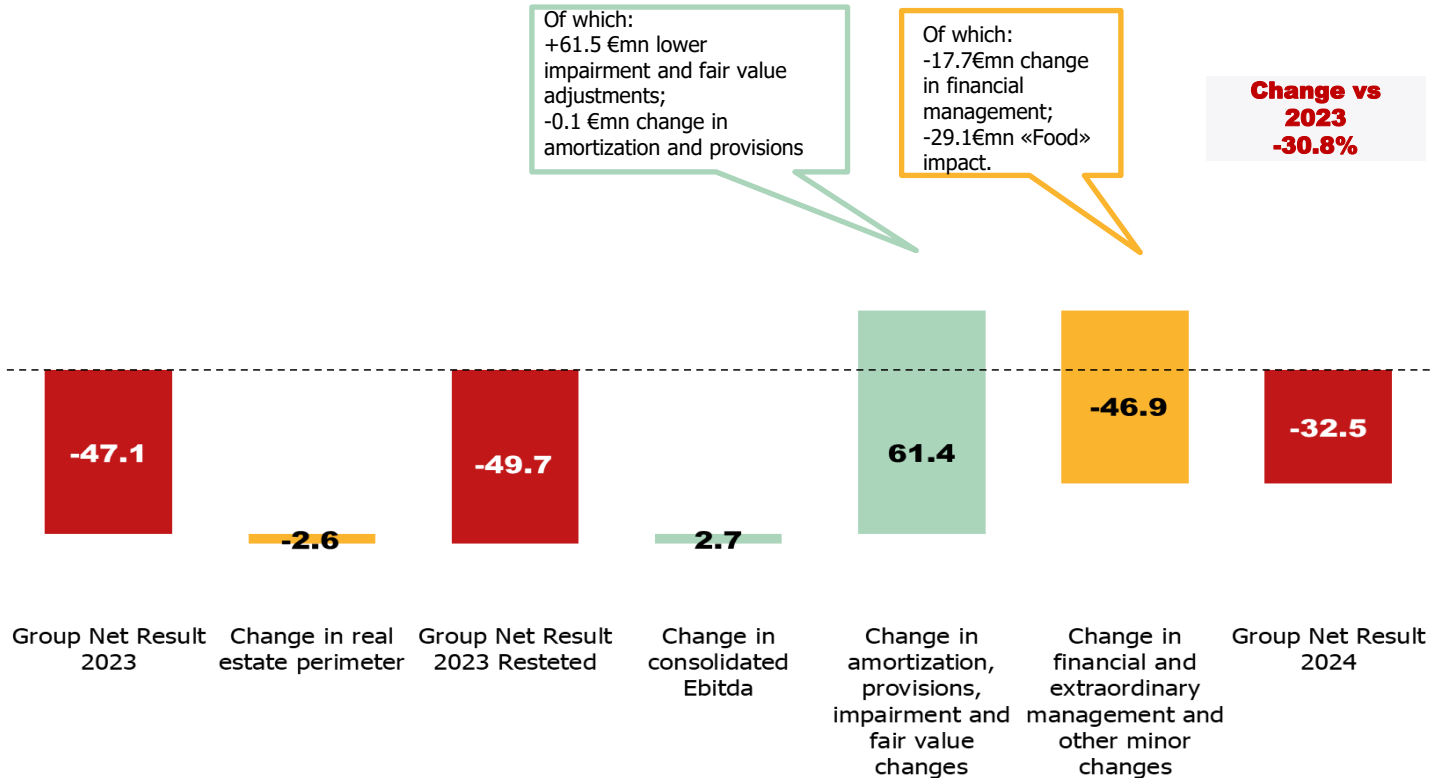 Of which:
+61.5 €mn lower
impairment and fair value
adjustments;
-0.1 €mn change in
amortization and provisions
Of which:
-17.7€mn change
in financial
management;
-29.1€mn «Food»
impact.
Change vs
2023
-30.8%
-47.1
-2.6
-49.7
2.7
61.4
-46.9
-32.5
Group Net Result
2023
Change in real
estate perimeter
Group Net Result
2023 Resteted
Change in
consolidated
Ebitda
Change in
amortization,
provisions,
impairment and
fair value
changes
Change in
financial and
extraordinary
management and
other minor
changes
Group Net Result
2024